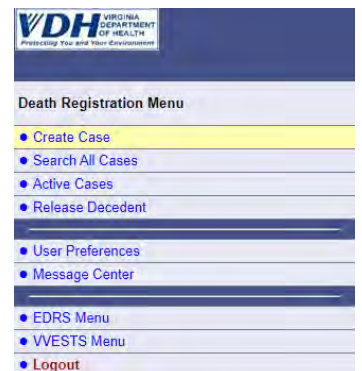 VDH VIRGINIA
DEPARTMENT
OF HEALTH
Protecting You and Your Environment
Death Registration Menu
Create Case
Search All Cases
Active Cases
Release Decedent
User Preferences
Message Center
EDRS Menu
VVESTS Menu
Logout